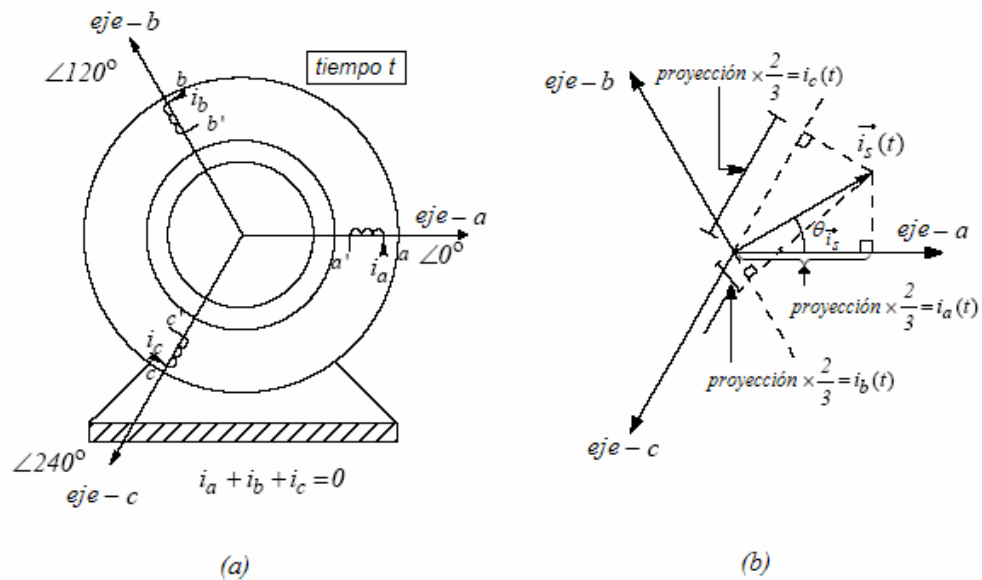 eje – b
∠120°
tiempo t
b
i_b
b'
eje – a
a'
i_a
a
∠0°
c'
i_c
c
∠240°
eje – c
i_a + i_b + i_c = 0
(a)
proyección × 2/3 = i_c (t)
eje – b
i_s (t)
θ i_s
eje – a
proyección × 2/3 = i_a (t)
proyección × 2/3 = i_b (t)
eje – c
(b)